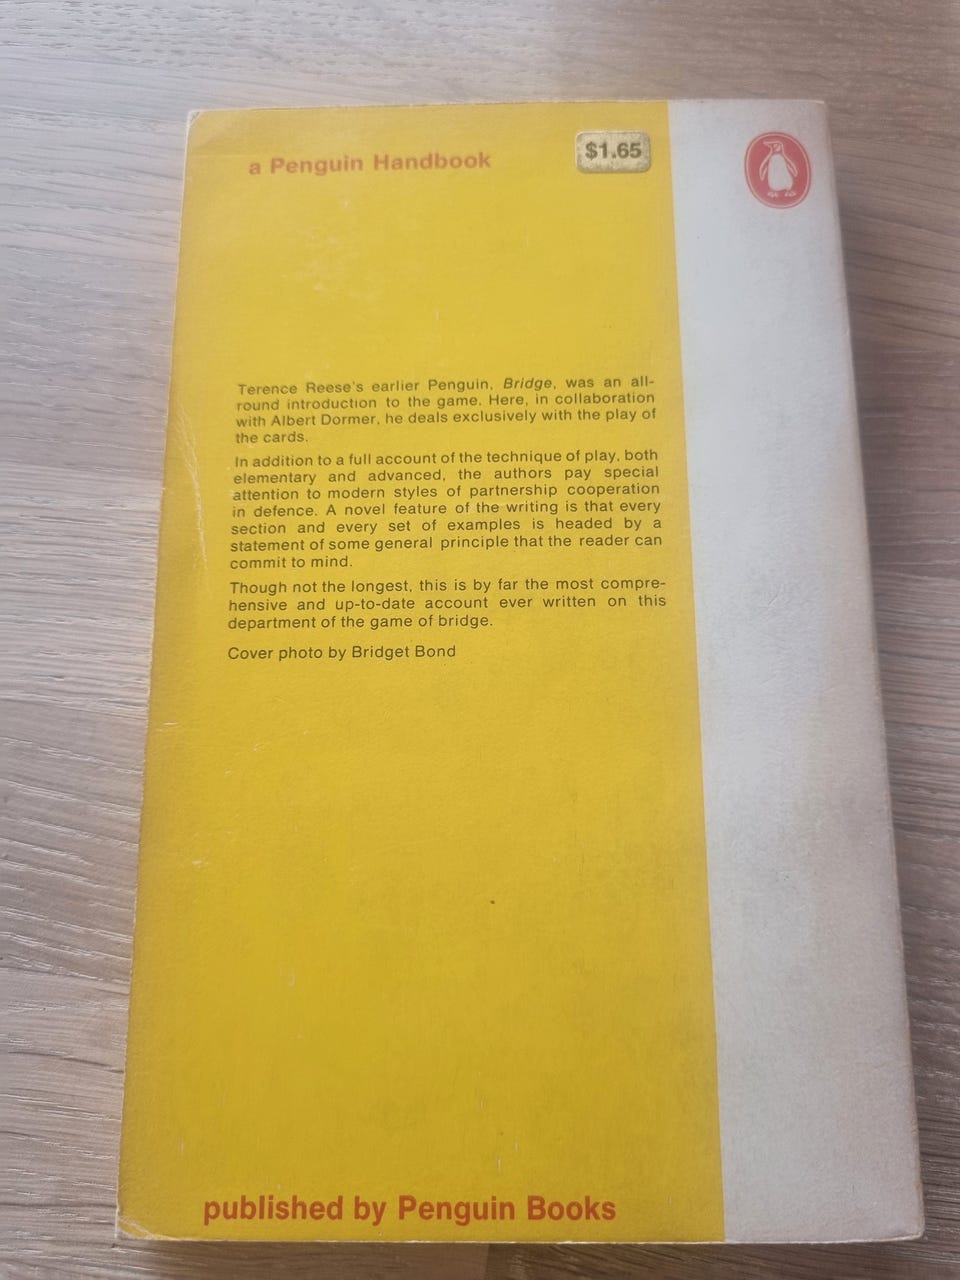 a Penguin Handbook
$1.65
Terence Reese's earlier Penguin, Bridge, was an all-
round introduction to the game. Here, in collaboration
with Albert Dormer, he deals exclusively with the play of
the cards.
In addition to a full account of the technique of play, both
elementary and advanced, the authors pay special
attention to modern styles of partnership cooperation
in defence. A novel feature of the writing is that every
section and every set of examples is headed by a
statement of some general principle that the reader can
commit to mind.
Though not the longest, this is by far the most compre-
hensive and up-to-date account ever written on this
department of the game of bridge.
Cover photo by Bridget Bond
published by Penguin Books